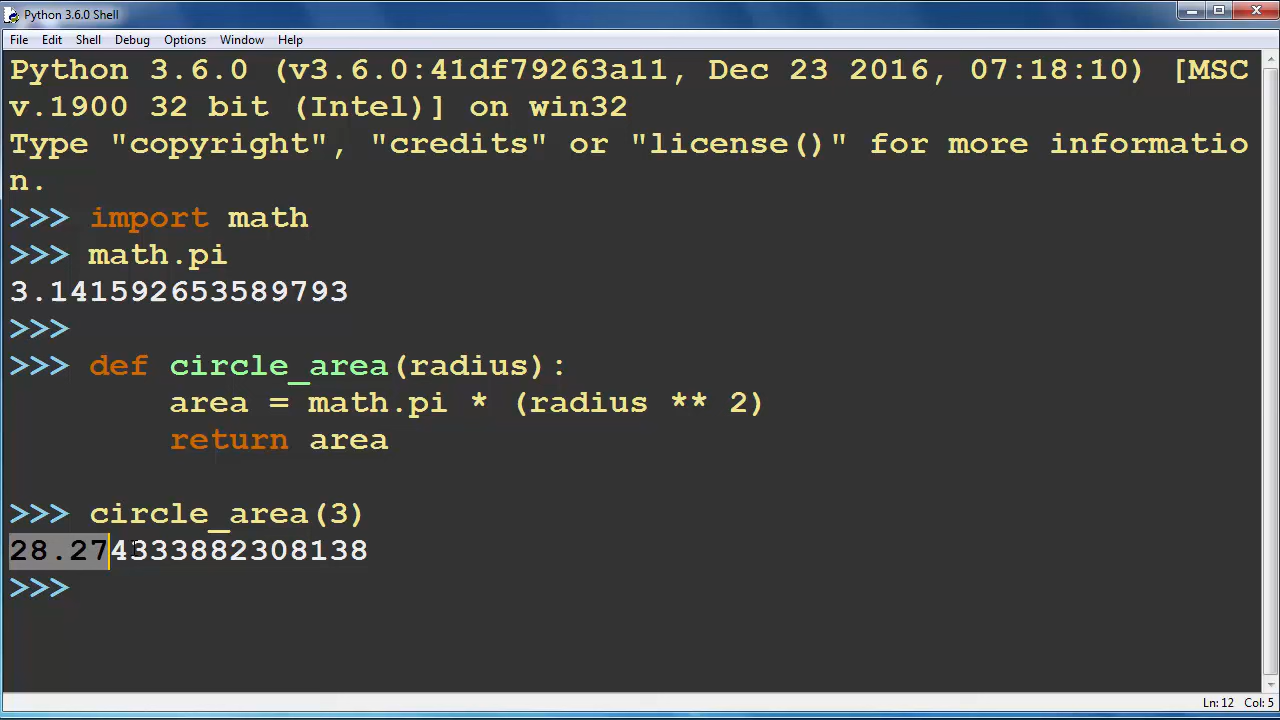 Python 3.6.0 Shell
File Edit Shell Debug Options Window Help
Python 3.6.0 (v3.6.0:41df79263a11, Dec 23 2016, 07:18:10) [MSC
v.1900 32 bit (Intel)] on win32
Type "copyright", "credits" or "license()" for more informatio
n.
>>> import math
>>> math.pi
3.141592653589793
>>>
>>> def circle_area(radius):
        area = math.pi * (radius ** 2)
        return area
>>> circle_area(3)
28.274333882308138
>>>
Ln: 12 Col: 5